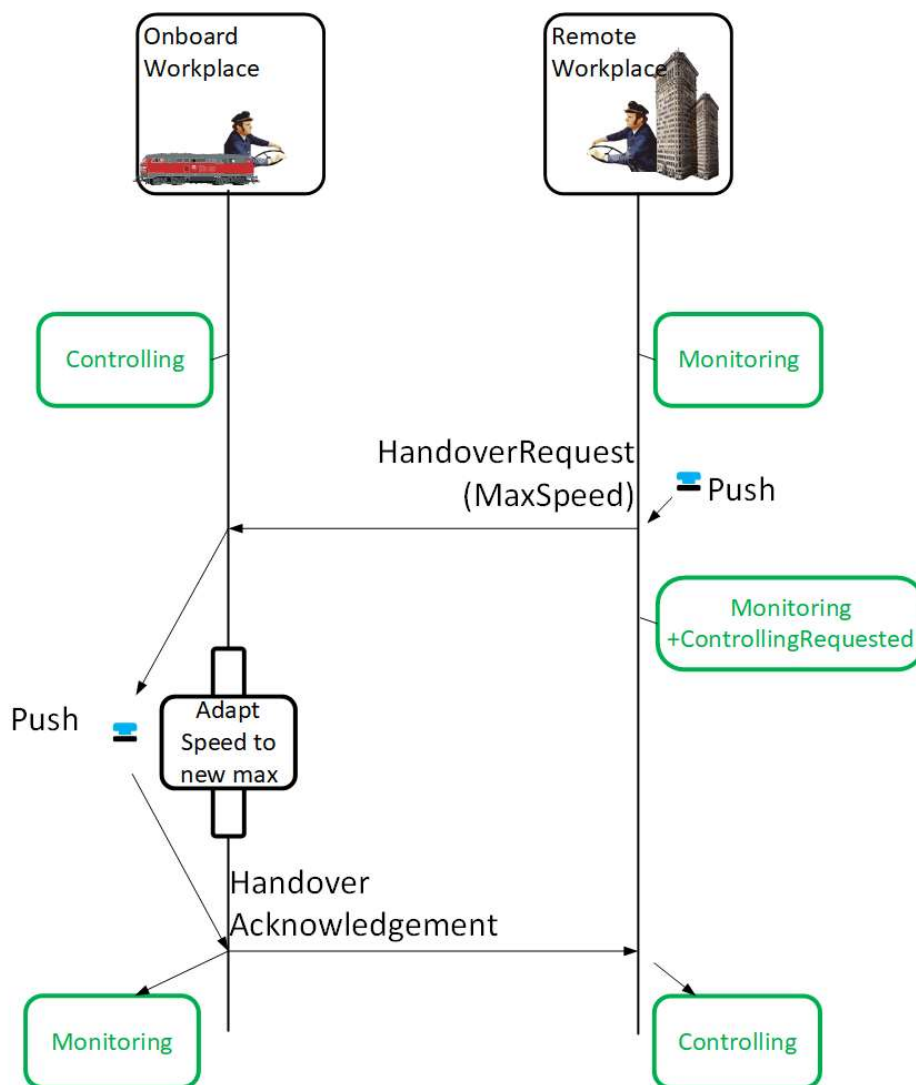 Onboard
Workplace
Remote
Workplace
Controlling
Monitoring
HandoverRequest
(MaxSpeed)
Push
Monitoring
+ControllingRequested
Push
Adapt
Speed to
new max
Handover
Acknowledgement
Monitoring
Controlling